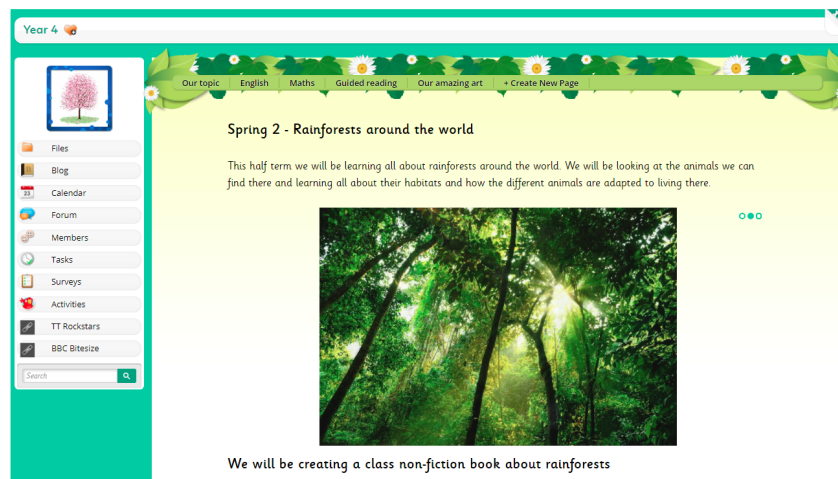 Year 4
Our topic
English
Maths
Guided reading
Our amazing art
+ Create New Page
Files
Blog
23
Calendar
Forum
Members
Tasks
Surveys
Activities
TT Rockstars
BBC Bitesize
Search
Spring 2 - Rainforests around the world
This half term we will be learning all about rainforests around the world. We will be looking at the animals we can
find there and learning all about their habitats and how the different animals are adapted to living there.
We will be creating a class non-fiction book about rainforests